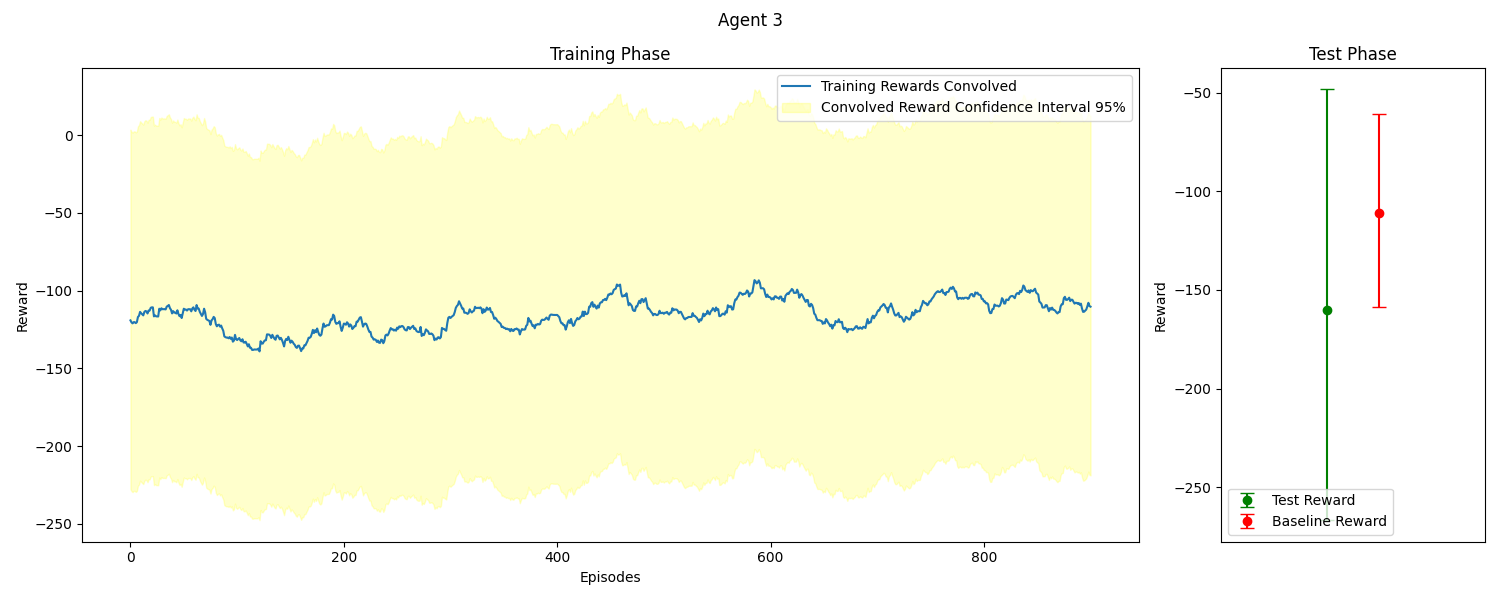 Agent 3
Training Phase
Training Rewards Convolved
Convolved Reward Confidence Interval 95%
Reward
0
−50
−100
−150
−200
−250
0
200
400
600
800
Episodes
Test Phase
Reward
−50
−100
−150
−200
−250
Test Reward
Baseline Reward